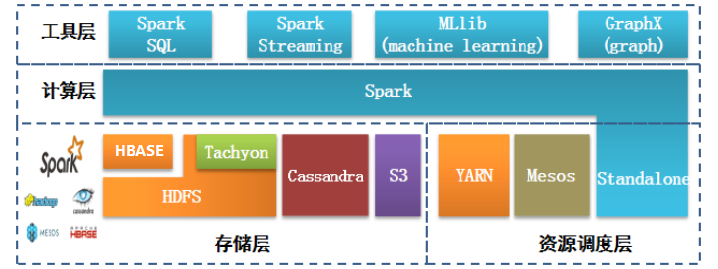 工具层
Spark
SQL
Spark
Streaming
MLlib
(machine learning)
GraphX
(graph)
计算层
Spark
Spark
hadoop
cassandra
MESOS
APACHE
HBASE
HBASE
Tachyon
HDFS
Cassandra
S3
YARN
Mesos
Standalone
存储层
资源调度层